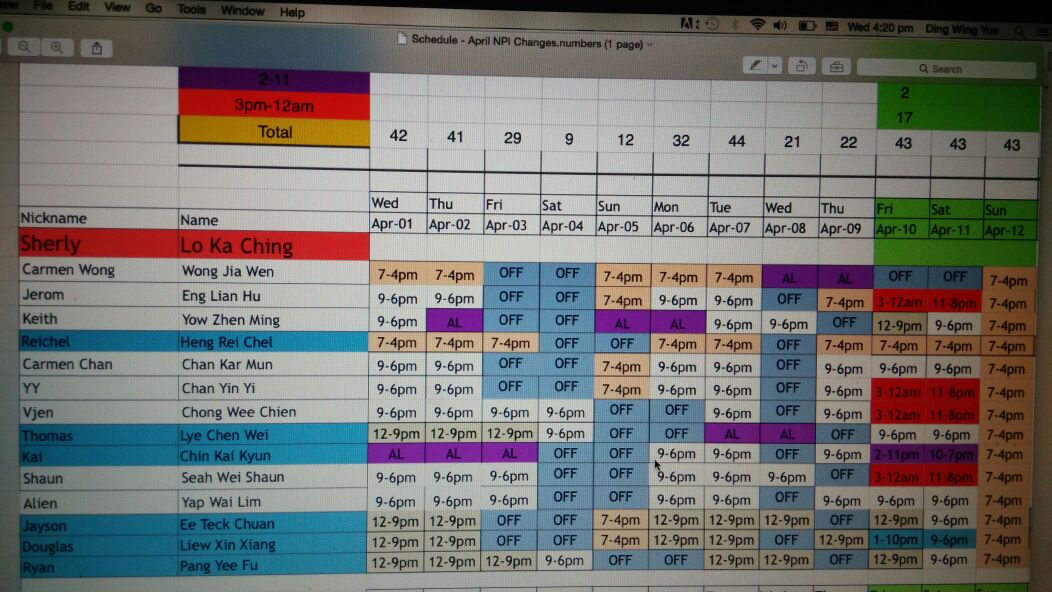 File Edit View Go Tools Window Help Wed 4:20 pm Ding Wing Yue
Schedule - April NPI Changes.numbers (1 page)
Search
2-11 2
3pm-12am 17
Total 42 41 29 9 12 32 44 21 22 43 43 43
Wed Thu Fri Sat Sun Mon Tue Wed Thu Fri Sat Sun
Nickname Name Apr-01 Apr-02 Apr-03 Apr-04 Apr-05 Apr-06 Apr-07 Apr-08 Apr-09 Apr-10 Apr-11 Apr-12
Sherly Lo Ka Ching
Carmen Wong Wong Jia Wen 7-4pm 7-4pm OFF OFF 7-4pm 7-4pm 7-4pm AL AL OFF OFF 7-4pm
Jerom Eng Lian Hu 9-6pm 9-6pm OFF OFF 7-4pm 9-6pm 9-6pm OFF 7-4pm 3-12am 11-8pm 7-4pm
Keith Yow Zhen Ming 9-6pm AL OFF OFF AL AL 9-6pm 9-6pm OFF 12-9pm 9-6pm 7-4pm
Reichel Heng Rei Chel 7-4pm 7-4pm 7-4pm OFF OFF 7-4pm 7-4pm OFF 7-4pm 7-4pm 7-4pm 7-4pm
Carmen Chan Chan Kar Mun 9-6pm 9-6pm OFF OFF 7-4pm 9-6pm 9-6pm OFF 9-6pm 9-6pm 9-6pm 7-4pm
YY Chan Yin Yi 9-6pm 9-6pm OFF OFF 7-4pm 9-6pm 9-6pm OFF 9-6pm 3-12am 11-8pm 7-4pm
Vjen Chong Wee Chien 9-6pm 9-6pm 9-6pm 9-6pm OFF OFF 9-6pm OFF 9-6pm 3-12am 11-8pm 7-4pm
Thomas Lye Chen Wei 12-9pm 12-9pm 12-9pm 9-6pm OFF OFF AL AL OFF 9-6pm 9-6pm 7-4pm
Kai Chin Kai Kyun AL AL AL OFF OFF 9-6pm 9-6pm OFF 9-6pm 2-11pm 10-7pm 7-4pm
Shaun Seah Wei Shaun 9-6pm 9-6pm 9-6pm OFF OFF 9-6pm 9-6pm 9-6pm OFF 3-12am 11-8pm 7-4pm
Alien Yap Wai Lim 9-6pm 9-6pm 9-6pm OFF OFF 9-6pm 9-6pm OFF 9-6pm 9-6pm 9-6pm 7-4pm
Jayson Ee Teck Chuan 12-9pm 12-9pm OFF OFF 7-4pm 12-9pm 12-9pm 12-9pm OFF 12-9pm 9-6pm 7-4pm
Douglas Liew Xin Xiang 12-9pm 12-9pm OFF OFF 7-4pm 12-9pm 12-9pm OFF 12-9pm 1-10pm 9-6pm 7-4pm
Ryan Pang Yee Fu 12-9pm 12-9pm 12-9pm 9-6pm OFF OFF 12-9pm 12-9pm OFF 12-9pm 9-6pm 7-4pm